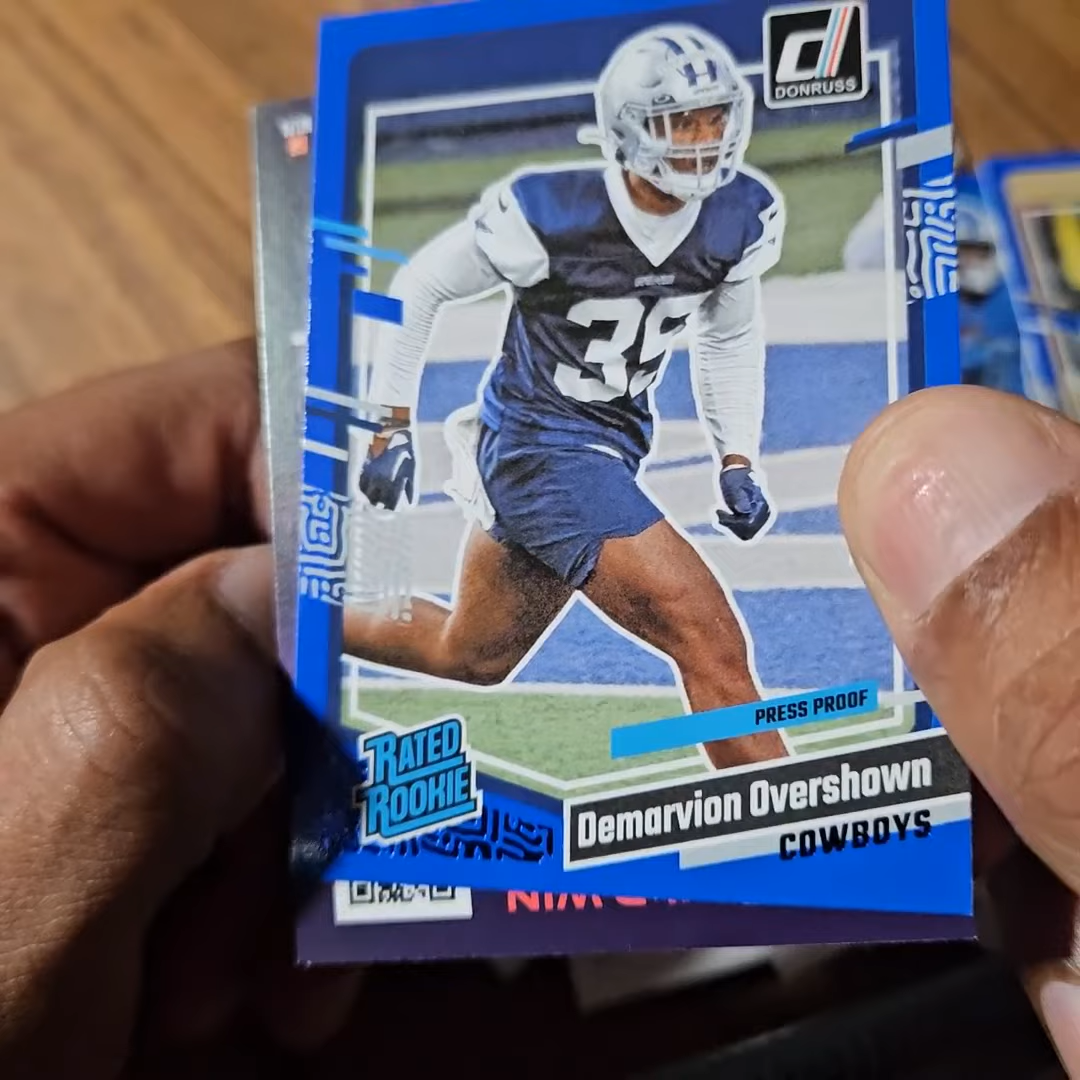 DONRUSS
35
PRESS PROOF
RATED
ROOKIE
Demarvion Overshown
COWBOYS